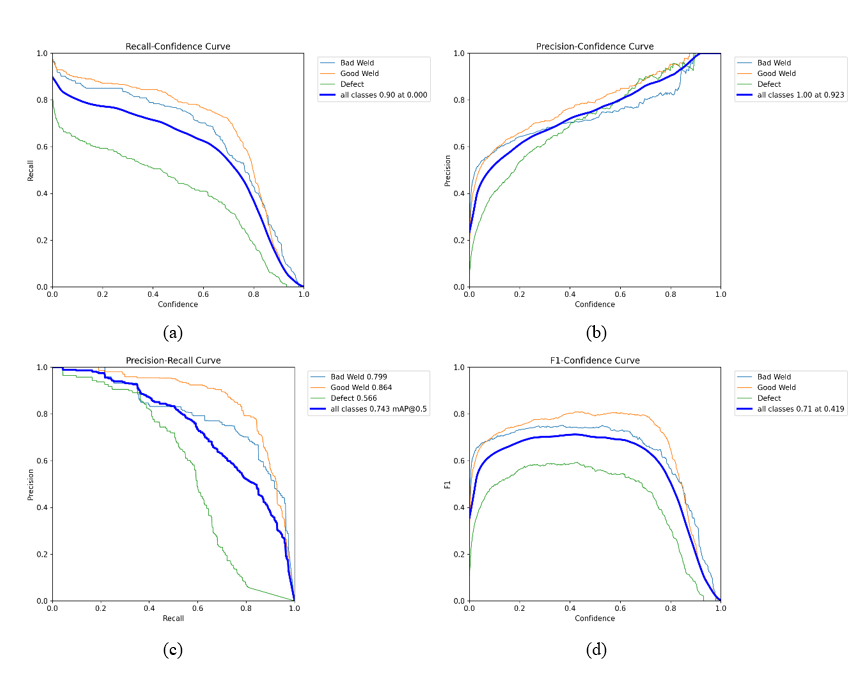 Recall-Confidence Curve
1.0
0.8
0.6
0.4
0.2
0.0
Recall
0.0 0.2 0.4 0.6 0.8 1.0
Confidence
Bad Weld
Good Weld
Defect
all classes 0.90 at 0.000
(a)
Precision-Confidence Curve
1.0
0.8
0.6
0.4
0.2
0.0
Precision
0.0 0.2 0.4 0.6 0.8 1.0
Confidence
Bad Weld
Good Weld
Defect
all classes 1.00 at 0.923
(b)
Precision-Recall Curve
1.0
0.8
0.6
0.4
0.2
0.0
Precision
0.0 0.2 0.4 0.6 0.8 1.0
Recall
Bad Weld 0.799
Good Weld 0.864
Defect 0.566
all classes 0.743 mAP@0.5
(c)
F1-Confidence Curve
1.0
0.8
0.6
0.4
0.2
0.0
F1
0.0 0.2 0.4 0.6 0.8 1.0
Confidence
Bad Weld
Good Weld
Defect
all classes 0.71 at 0.419
(d)